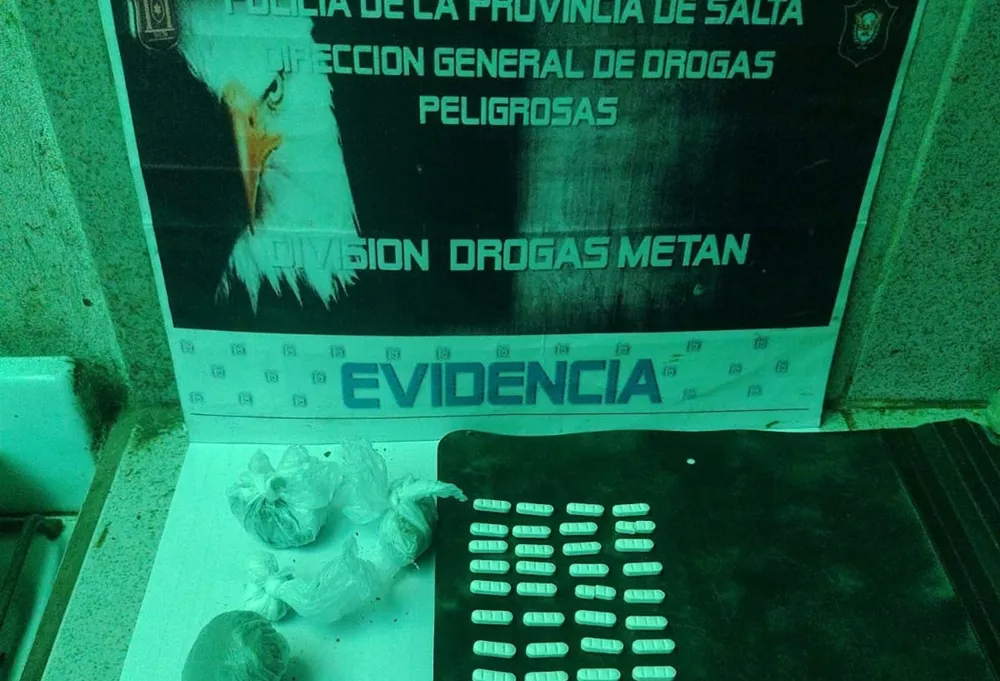 POLICIA DE LA PROVINCIA DE SALTA
DIRECCION GENERAL DE DROGAS
PELIGROSAS
DIVISION DROGAS METAN
EVIDENCIA